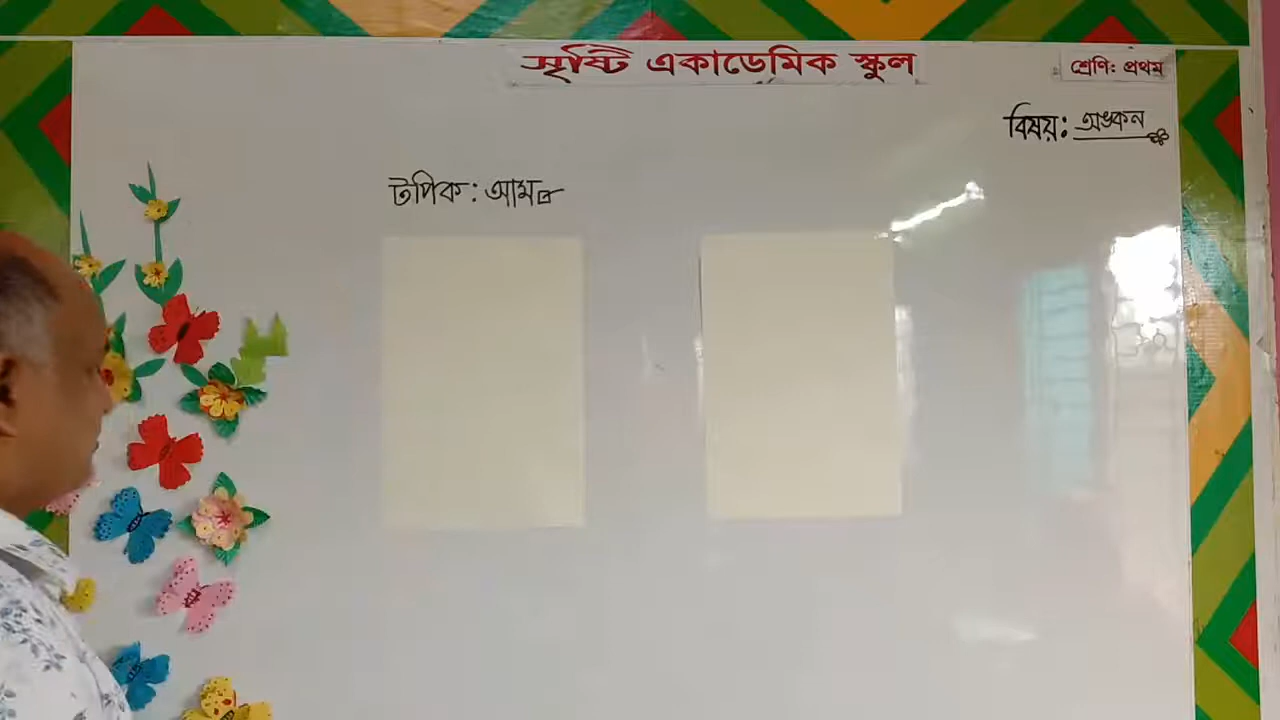 সৃষ্টি একাডেমিক স্কুল
শ্রেণি: প্রথম
বিষয়: অঙ্কন
টপিক: আম